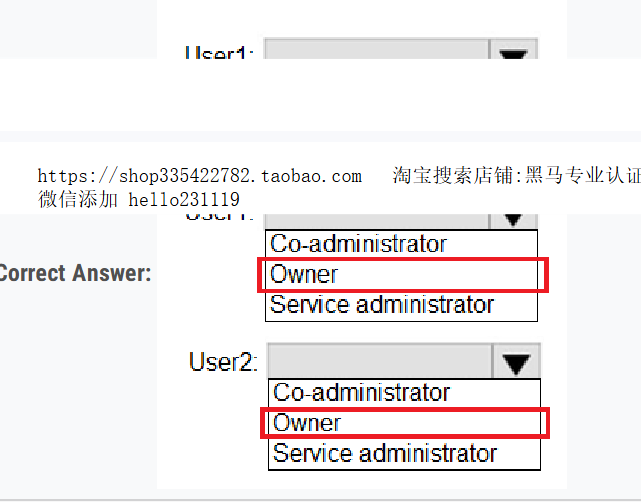 User1:
https://shop335422782.taobao.com 淘宝搜索店铺:黑马专业认证
微信添加 hello231119
User1:
Co-administrator
Correct Answer:
Owner
Service administrator
User2:
Co-administrator
Owner
Service administrator